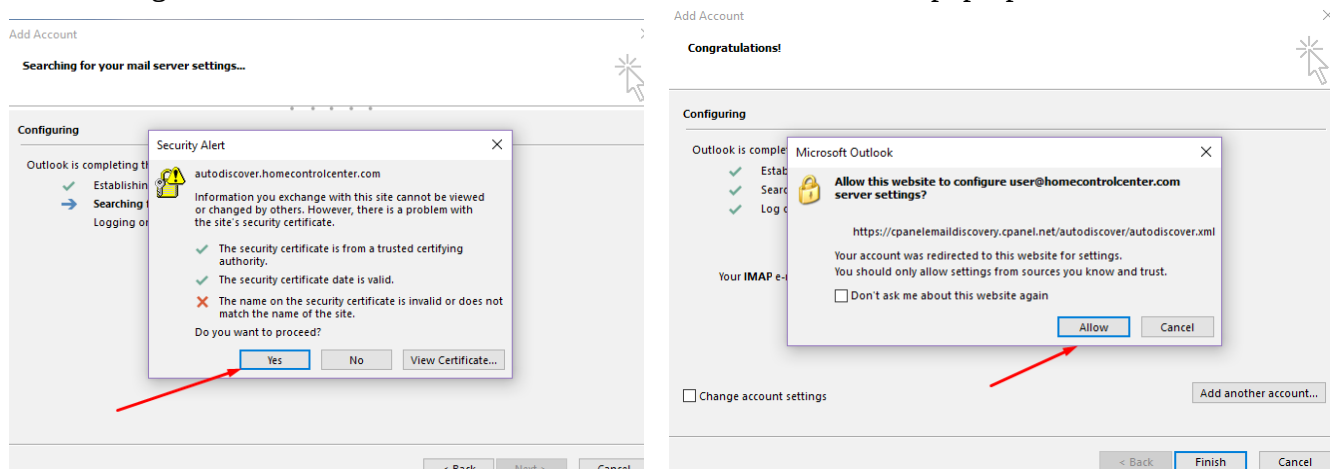 Add Account
Searching for your mail server settings...
Configuring
Outlook is completing th
Establishin
Searching
Logging or
Security Alert
autodiscover.homecontrolcenter.com
Information you exchange with this site cannot be viewed
or changed by others. However, there is a problem with
the site's security certificate.
The security certificate is from a trusted certifying
authority.
The security certificate date is valid.
The name on the security certificate is invalid or does not
match the name of the site.
Do you want to proceed?
Yes No View Certificate...
< Back Next > Cancel
Add Account
Congratulations!
Configuring
Outlook is comple
Estab
Searc
Log
Your IMAP e-
Microsoft Outlook
Allow this website to configure user@homecontrolcenter.com
server settings?
https://cpanelemaildiscovery.cpanel.net/autodiscover/autodiscover.xml
Your account was redirected to this website for settings.
You should only allow settings from sources you know and trust.
Don't ask me about this website again
Allow Cancel
Change account settings
Add another account...
< Back Finish Cancel